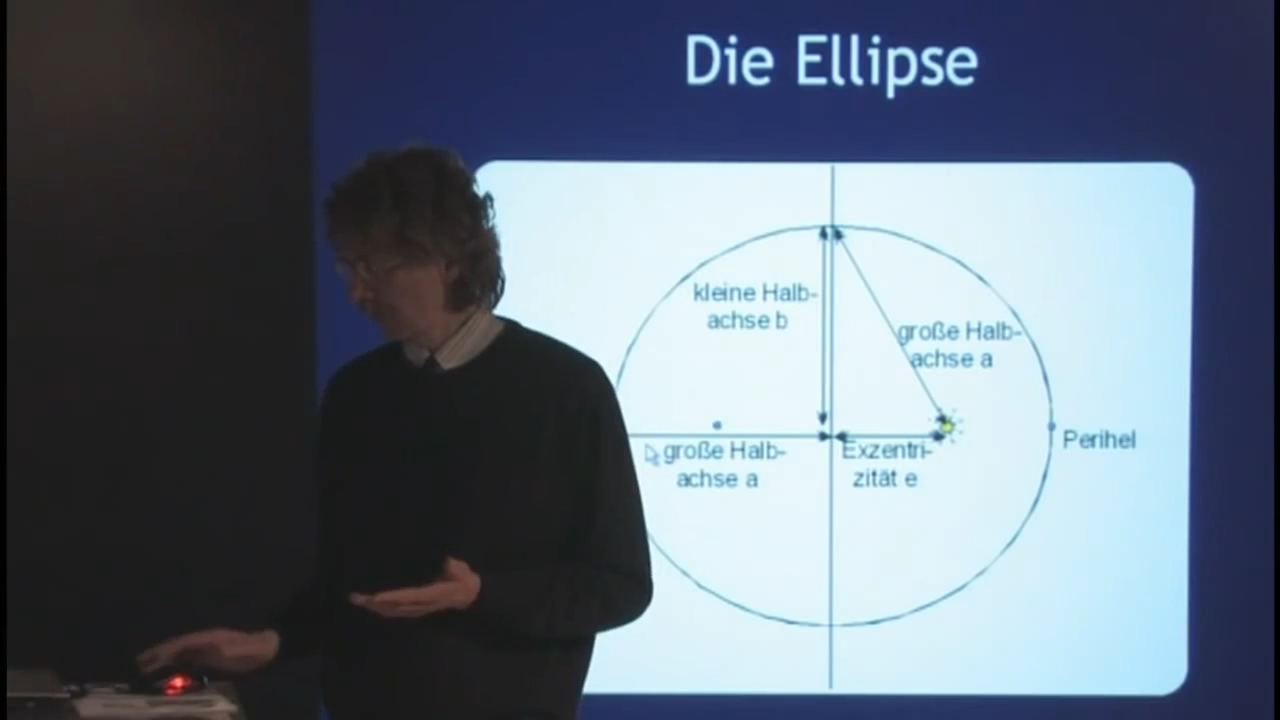 Die Ellipse
kleine Halb-
achse b
große Halb-
achse a
Perihel
große Halb-
achse a
Exzentri-
zität e